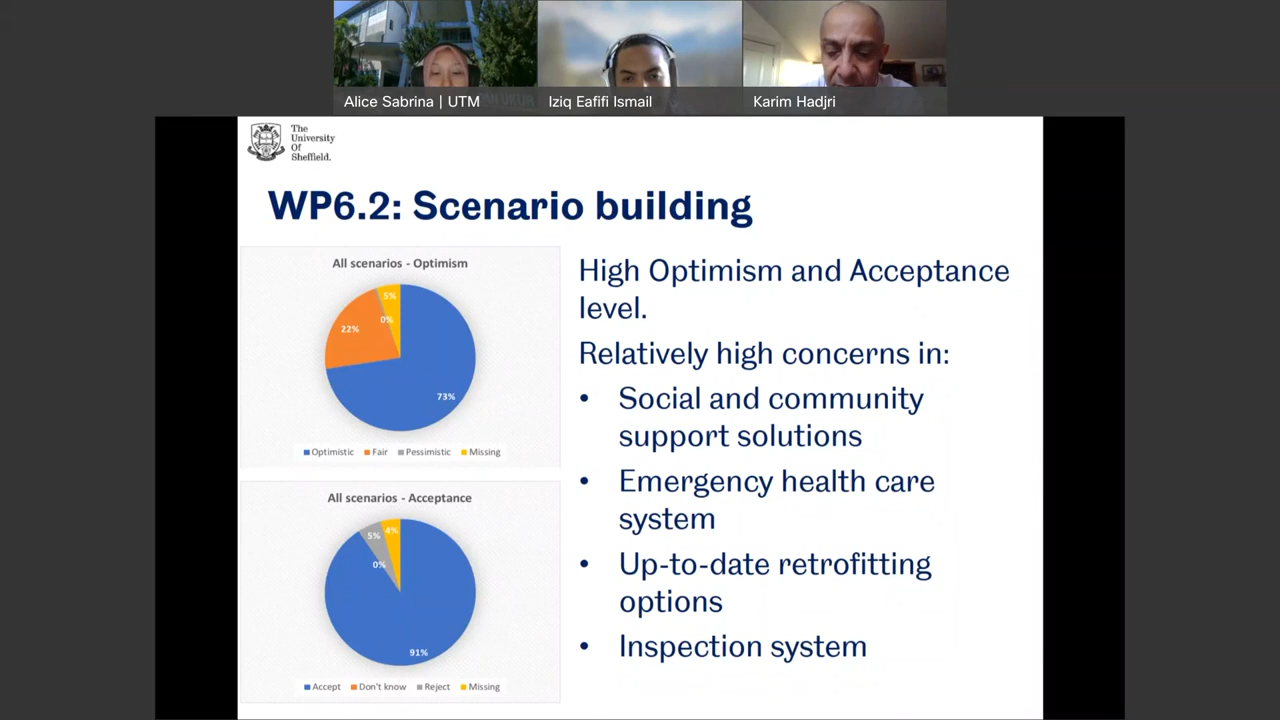 Alice Sabrina | UTM
Iziq Eafifi Ismail
Karim Hadjri
The
University
Of
Sheffield.
WP6.2: Scenario building
All scenarios - Optimism
5%
0%
22%
73%
Optimistic Fair Pessimistic Missing
All scenarios - Acceptance
4%
5%
0%
91%
Accept Don't know Reject Missing
High Optimism and Acceptance
level.
Relatively high concerns in:
• Social and community
support solutions
• Emergency health care
system
• Up-to-date retrofitting
options
• Inspection system